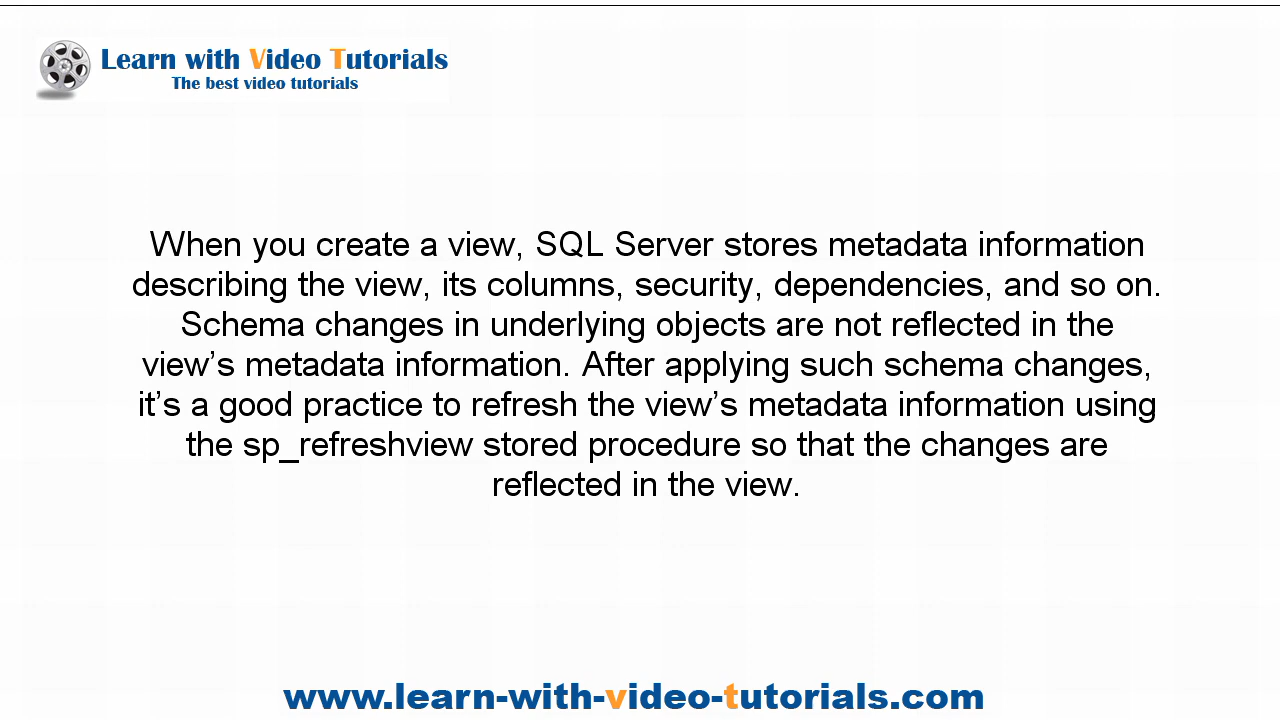 Learn with Video Tutorials
The best video tutorials
When you create a view, SQL Server stores metadata information
describing the view, its columns, security, dependencies, and so on.
Schema changes in underlying objects are not reflected in the
view’s metadata information. After applying such schema changes,
it’s a good practice to refresh the view’s metadata information using
the sp_refreshview stored procedure so that the changes are
reflected in the view.
www.learn-with-video-tutorials.com